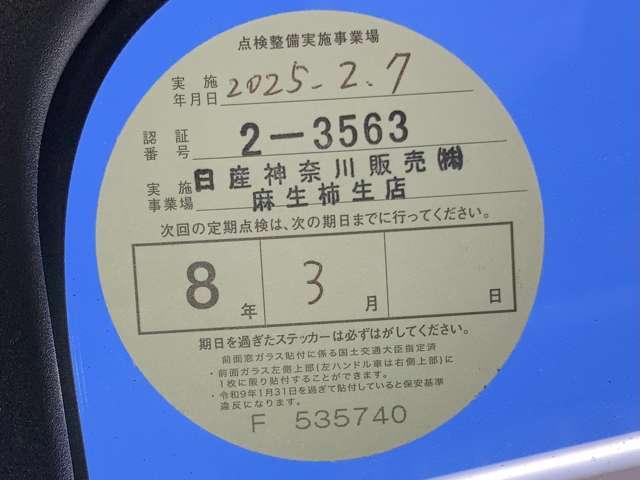 点検整備実施事業場
実施
年月日 2025.2.7
認証
番号 2-3563
実施
事業場 日産神奈川販売㈱
麻生柿生店
次回の定期点検は、次の期日までに行ってください。
8年 3月 日
期日を過ぎたステッカーは必ずはがしてください。
・前面窓ガラス貼付に係る国土交通大臣指定済
・前面ガラス左側上部(左ハンドル車は右側上部)に
1枚に限り貼付することができます。
・令和9年1月31日を過ぎて貼付していると保安基準
違反になります。
F 535740